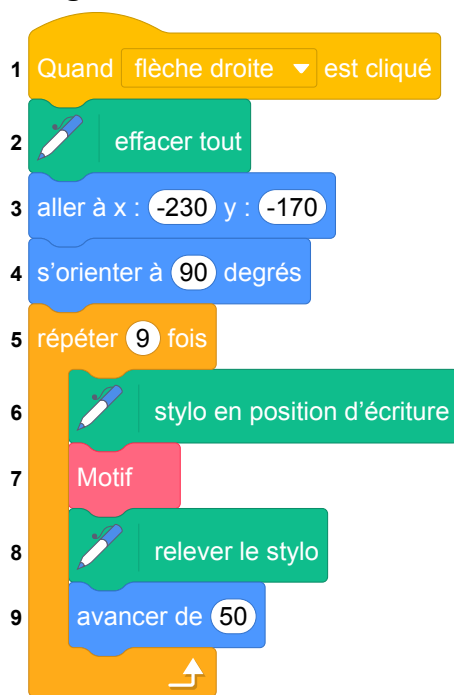 1 Quand flèche droite est cliqué
2 effacer tout
3 aller à x : -230 y : -170
4 s'orienter à 90 degrés
5 répéter 9 fois
6 stylo en position d'écriture
7 Motif
8 relever le stylo
9 avancer de 50